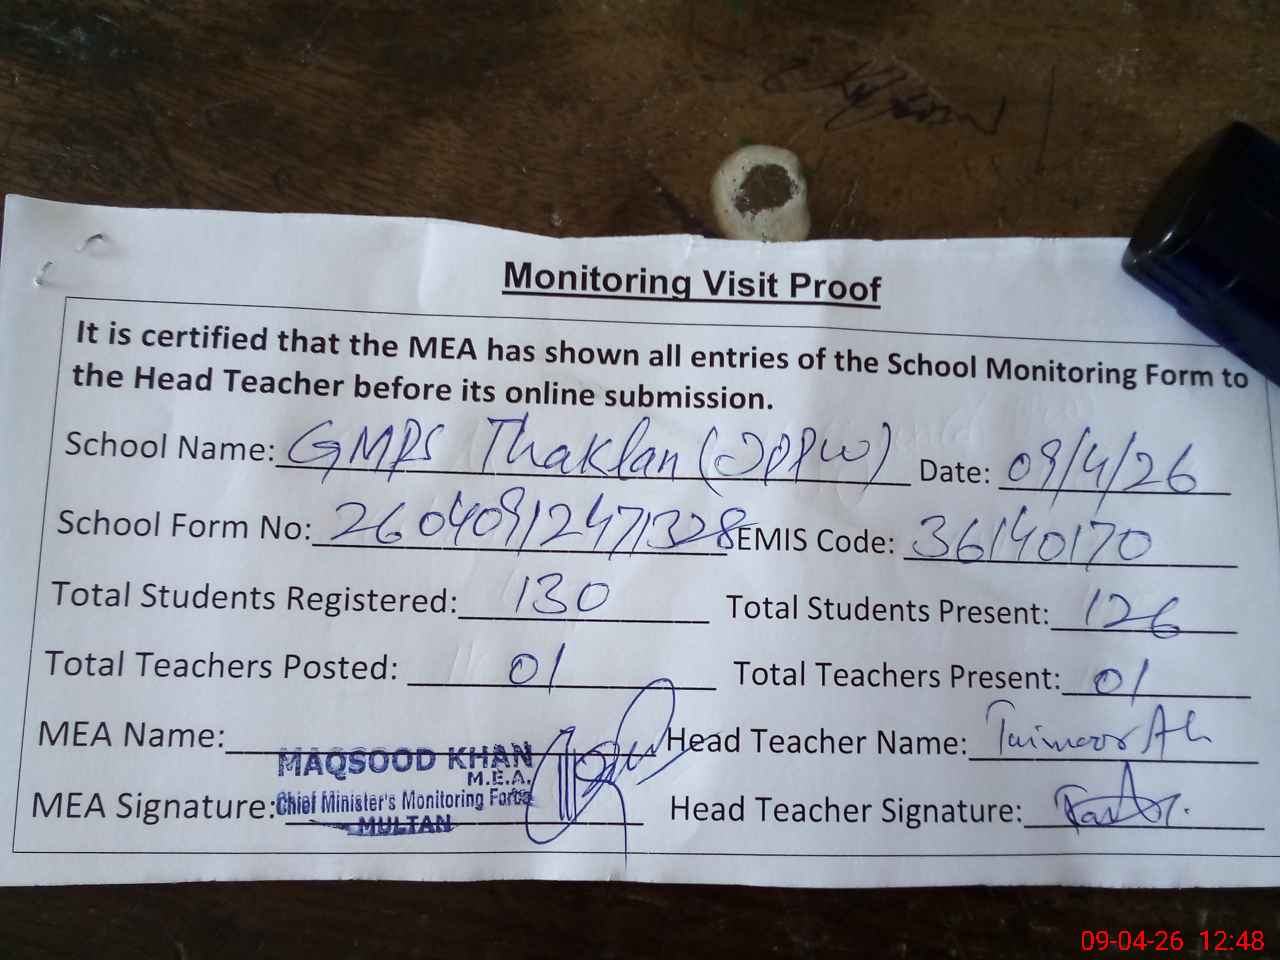 Monitoring Visit Proof
It is certified that the MEA has shown all entries of the School Monitoring Form to
the Head Teacher before its online submission.
School Name: GMPS Thaklan ( Date: 09/4/26
School Form No: 26040912471328 EMIS Code: 36140170
Total Students Registered: 130 Total Students Present: 126
Total Teachers Posted: 01 Total Teachers Present: 01
MEA Name: Head Teacher Name: Taimoor Ali
MAQSOOD KHAN
M.E.A.
MEA Signature: Chief Minister's Monitoring Force Head Teacher Signature:
MULTAN
09-04-26 12:48